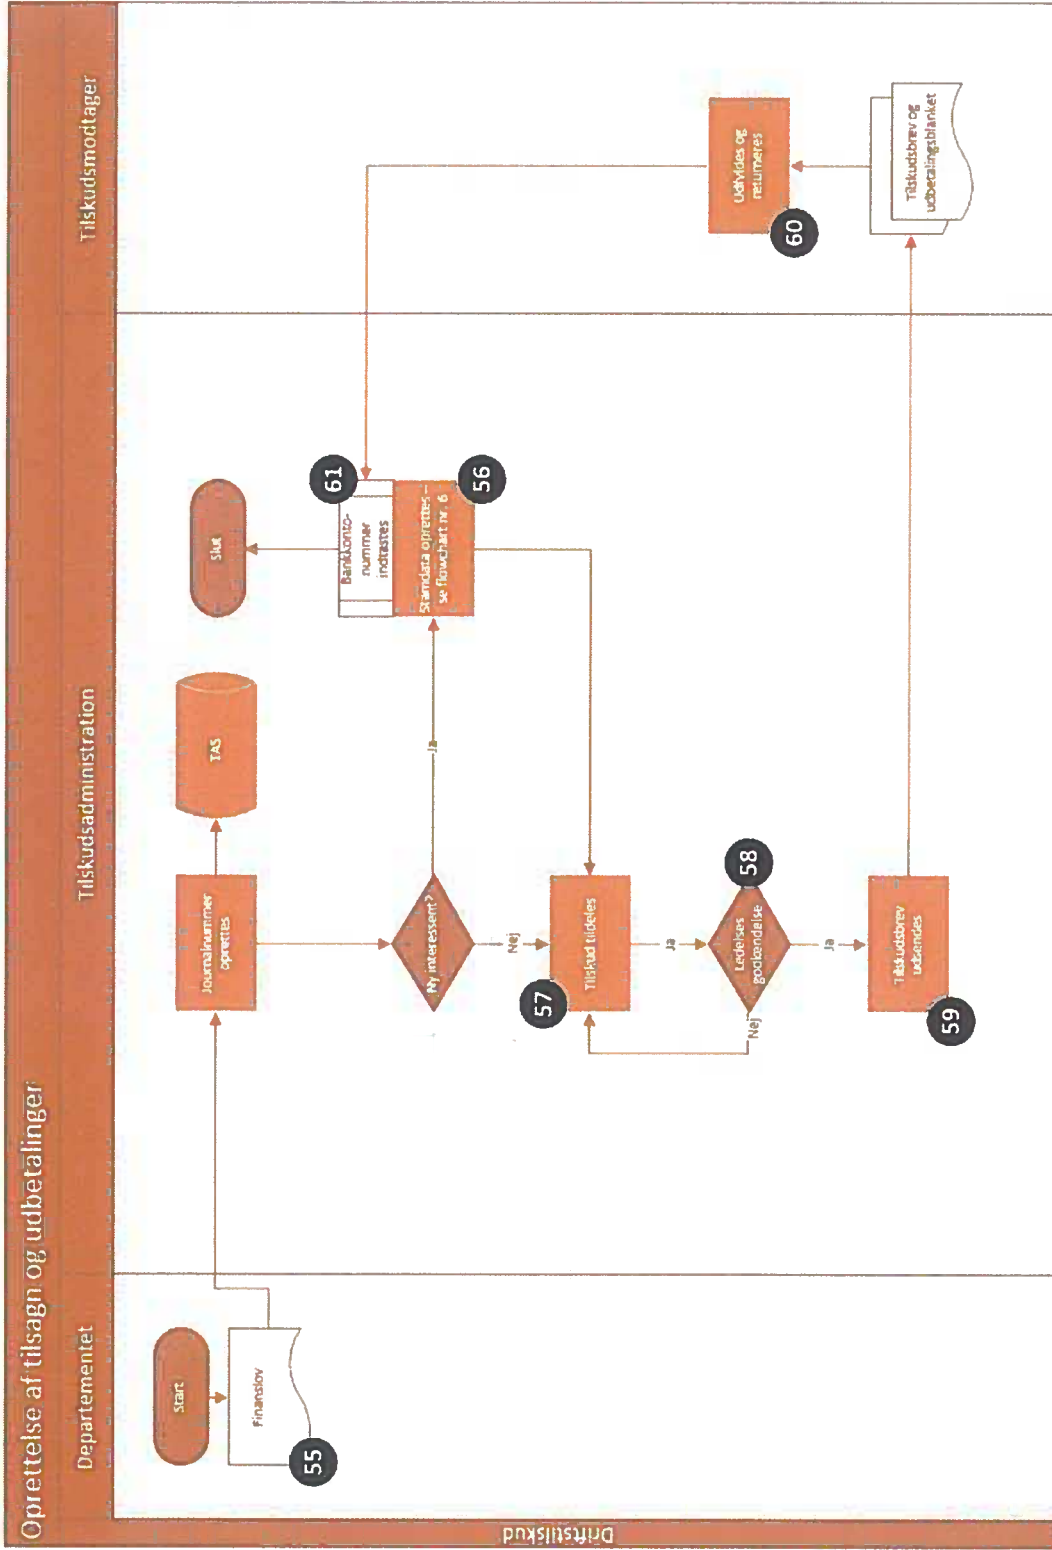 Oprettelse af tilsagn og udbetalinger
Departementet
Tilskudsadministration
Tilskudsmodtager
Driftstilskud
Start
Finanslov
55
Journalnummer
oprettes
TAS
Slut
Ny interessent?
Ja
Nej
61
Bankkonto-
nummer
indtastes
Stamdata oprettes –
se flowchart nr. 6
56
57
Tilskud tildeles
Ja
58
Ledelses
godkendelse
Nej
Ja
Tilskudsbrev
udsendes
59
Udfyldes og
returneres
60
Tilskudsbrev og
udbetalingsblanket